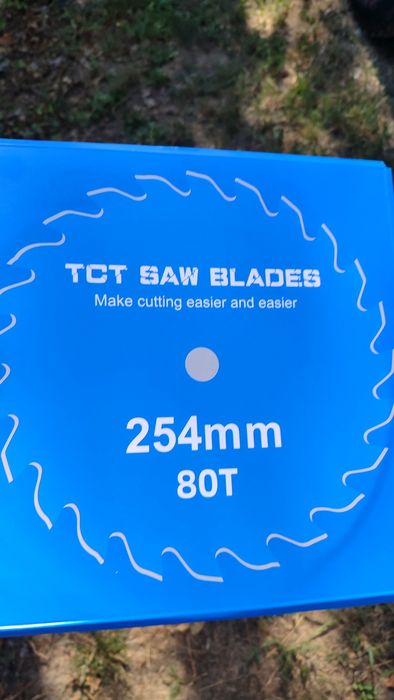 TCT SAW BLADES
Make cutting easier and easier
254mm
80T